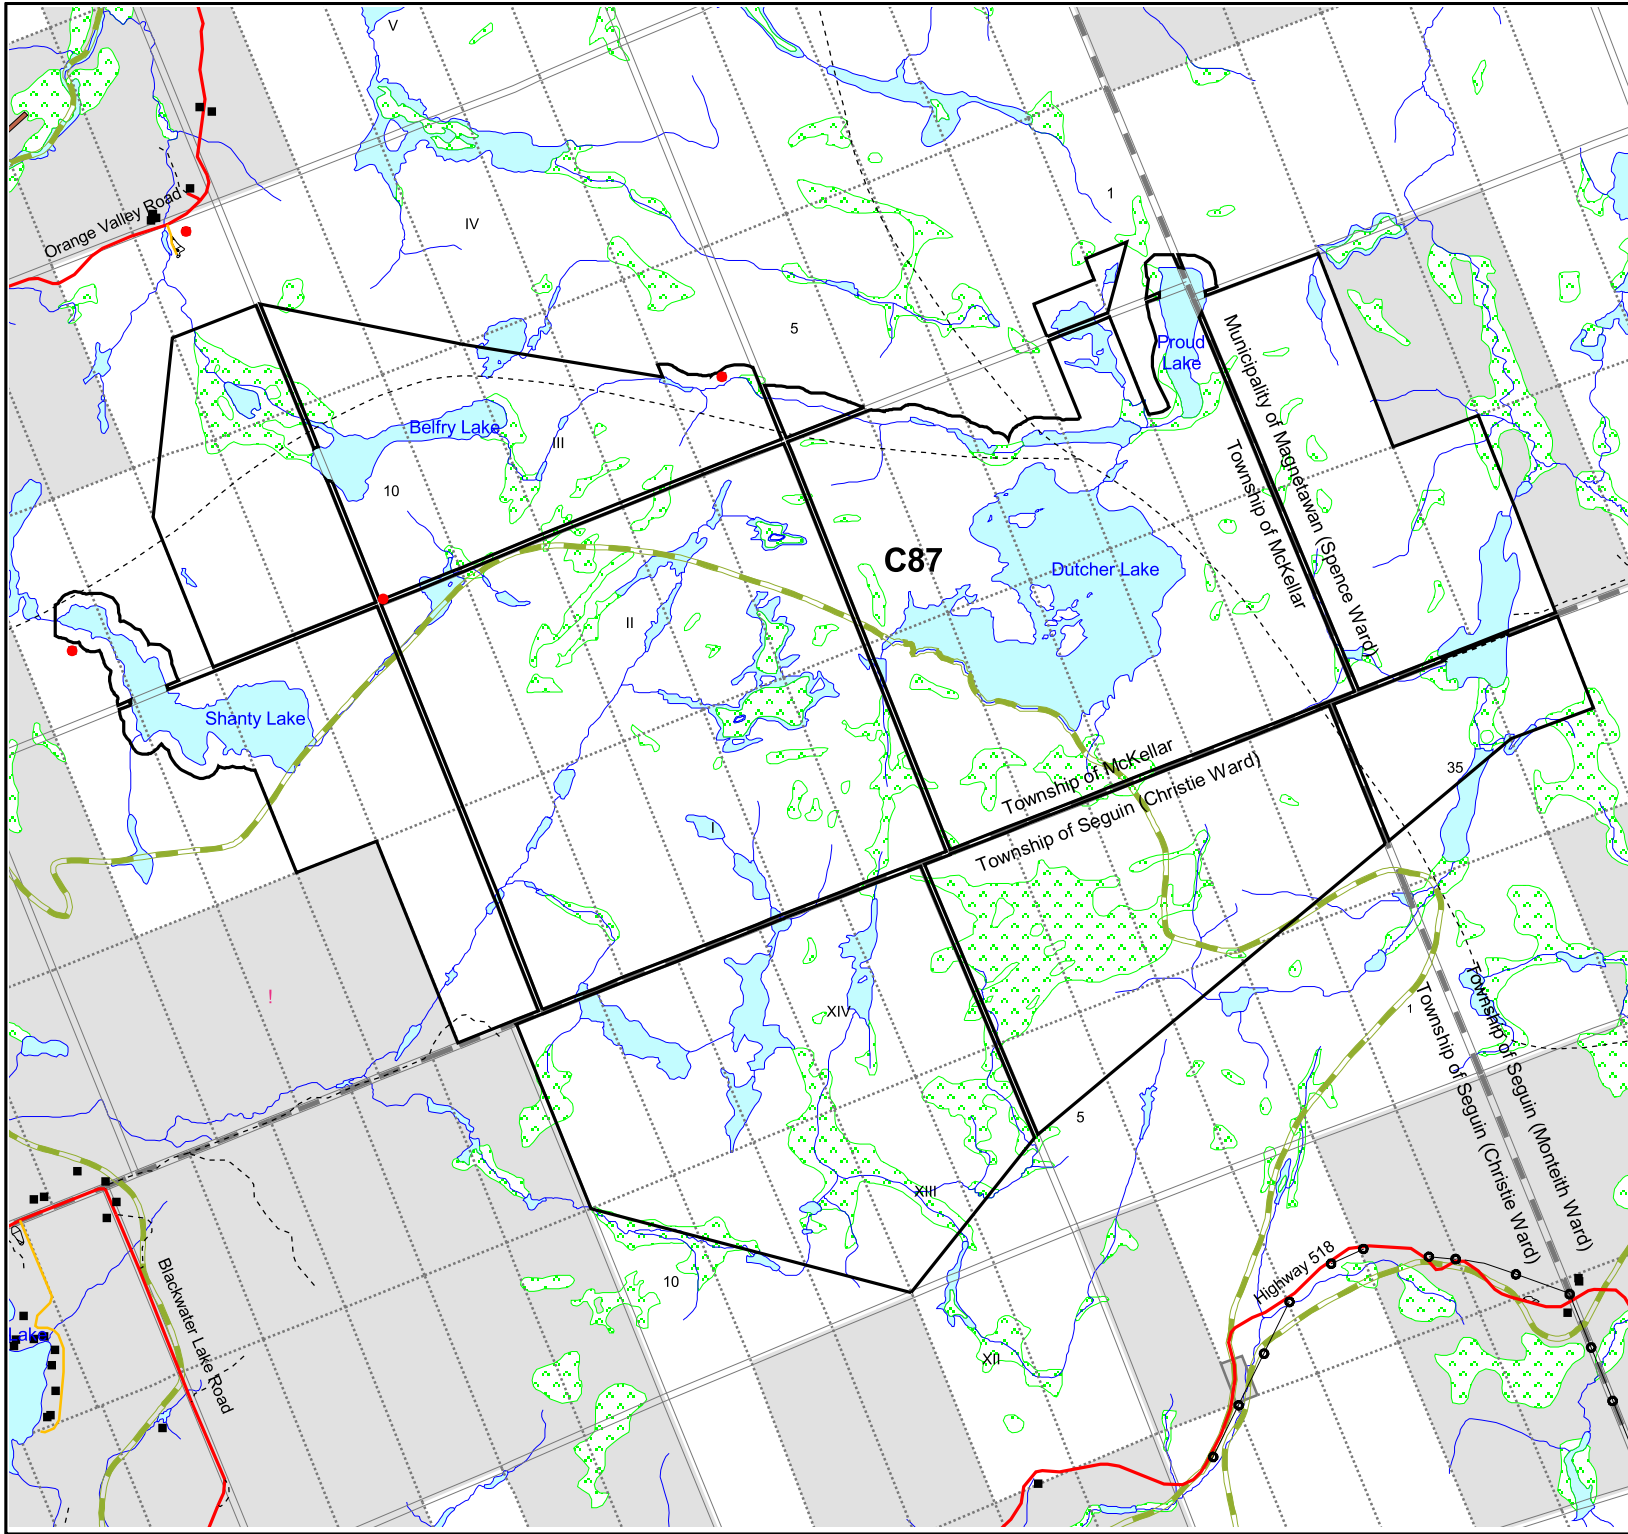 V
Orange Valley Road
IV
1
5
Proud
Lake
Municipality of Magnetawan (Spence Ward)
Township of McKellar
Belfry Lake
III
10
C87
Dutcher Lake
II
Shanty Lake
Township of McKellar
Township of Seguin (Christie Ward)
35
I
!
XIV
1
Township of Seguin (Monteith Ward)
Township of Seguin (Christie Ward)
5
XIII
10
Highway 518
Blackwater Lake Road
Lake
XII